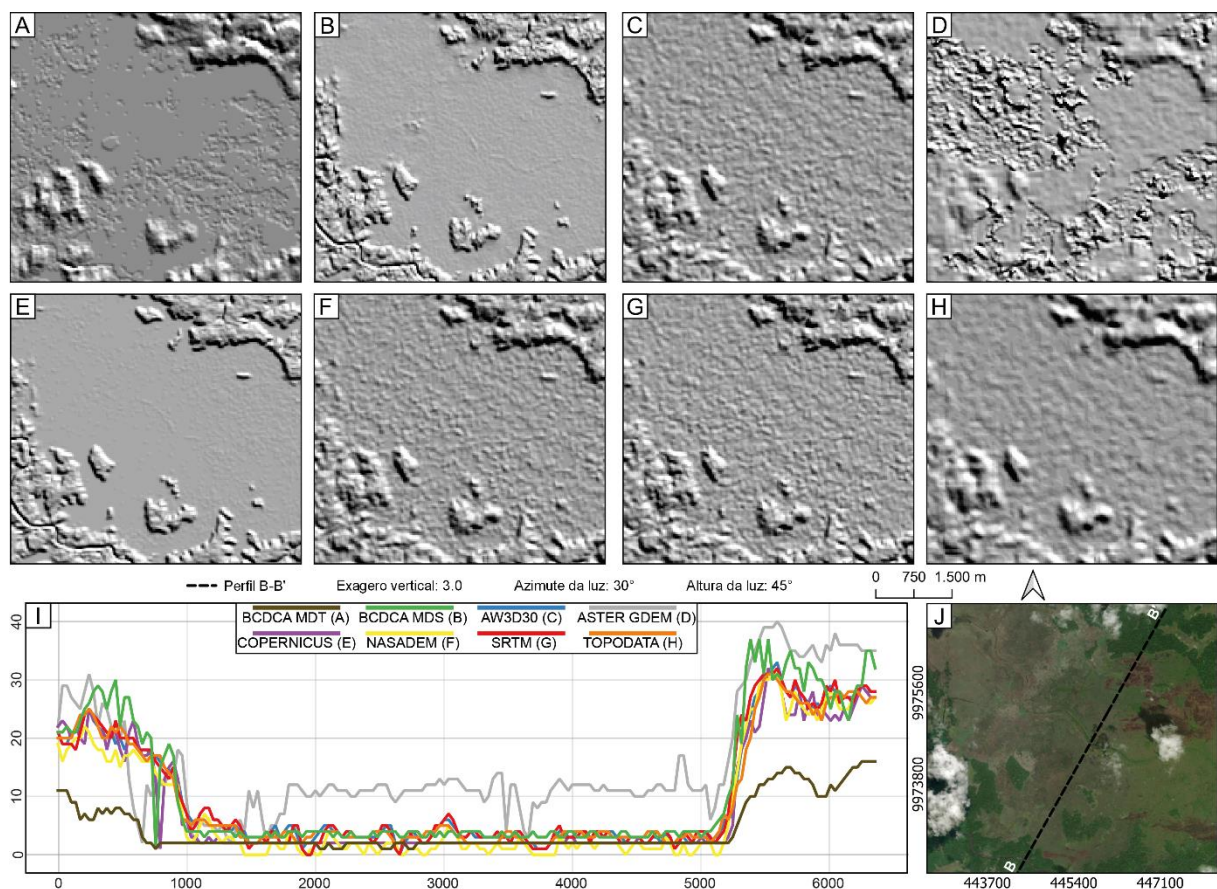 A
B
C
D
E
F
G
H
Perfil B-B'
Exagero vertical: 3.0
Azimute da luz: 30°
Altura da luz: 45°
0 750 1.500 m
I
BCDCA MDT (A)
BCDCA MDS (B)
AW3D30 (C)
ASTER GDEM (D)
COPERNICUS (E)
NASADEM (F)
SRTM (G)
TOPODATA (H)
40
30
20
10
0
0 1000 2000 3000 4000 5000 6000
J
B'
B
9975600
9973800
443700 445400 447100